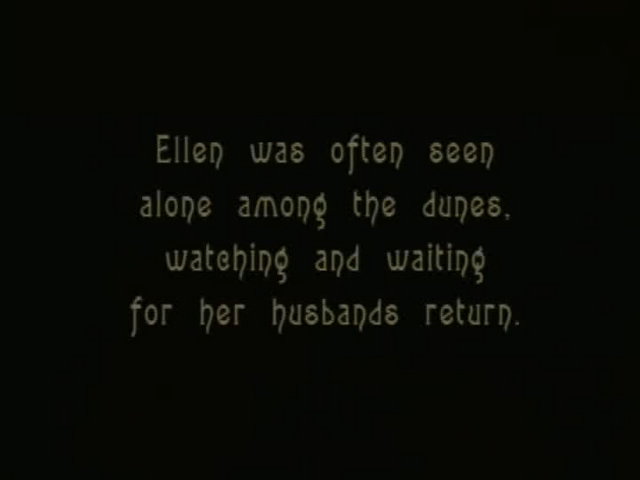 Ellen was often seen
alone among the dunes,
watching and waiting
for her husbands return.